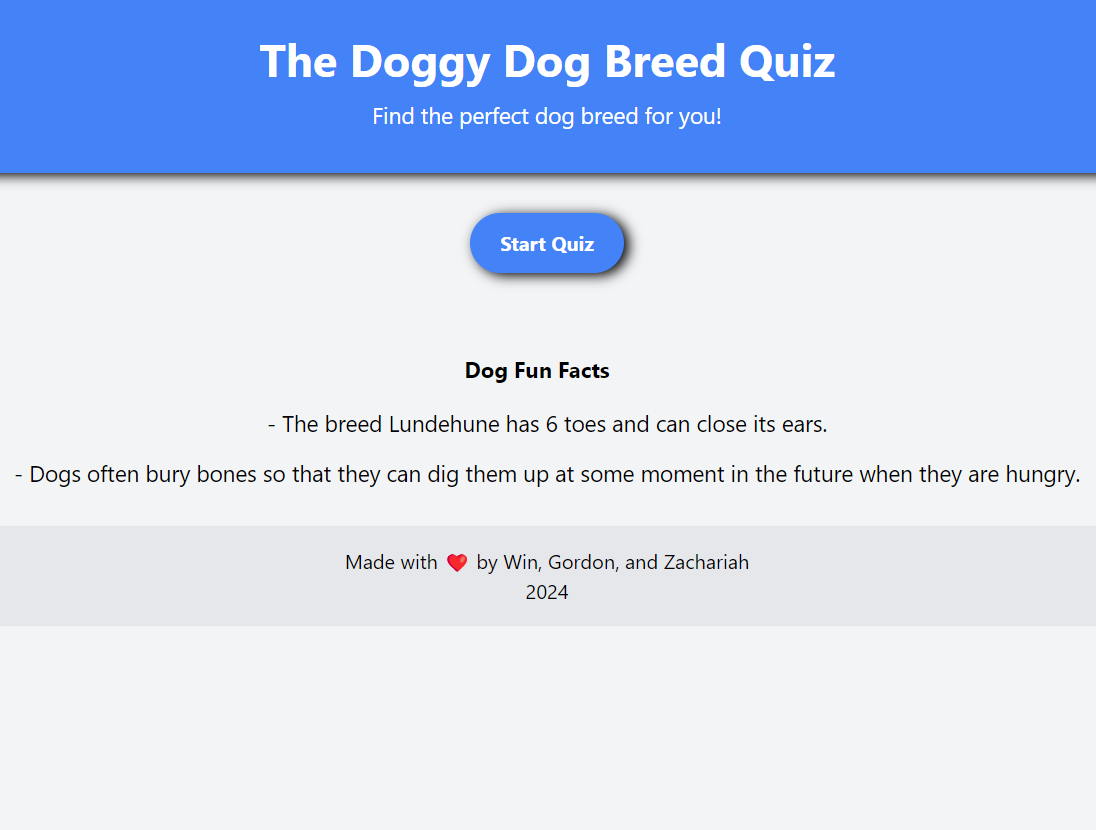 The Doggy Dog Breed Quiz
Find the perfect dog breed for you!
Start Quiz
Dog Fun Facts
- The breed Lundehune has 6 toes and can close its ears.
- Dogs often bury bones so that they can dig them up at some moment in the future when they are hungry.
Made with ❤️ by Win, Gordon, and Zachariah
2024